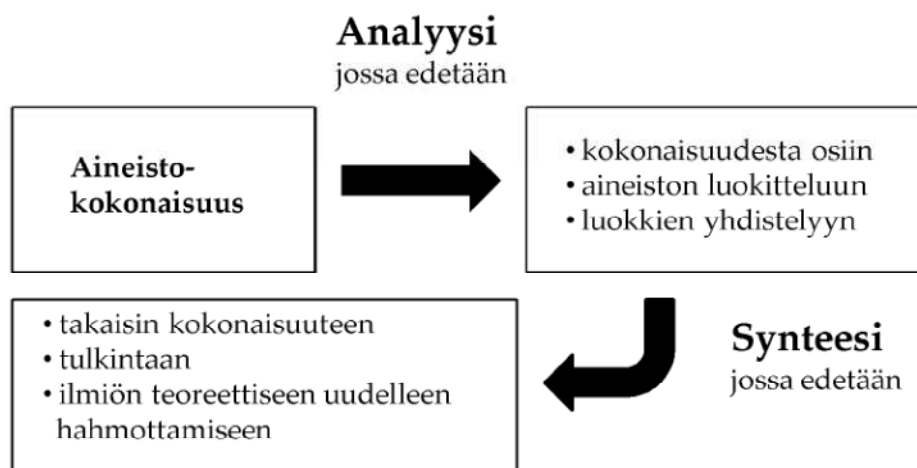 Analyysi
jossa edetään
Aineisto-
kokonaisuus
• kokonaisuudesta osiin
• aineiston luokitteluun
• luokkien yhdistelyyn
• takaisin kokonaisuuteen
• tulkintaan
• ilmiön teoreettiseen uudelleen
hahmottamiseen
Synteesi
jossa edetään